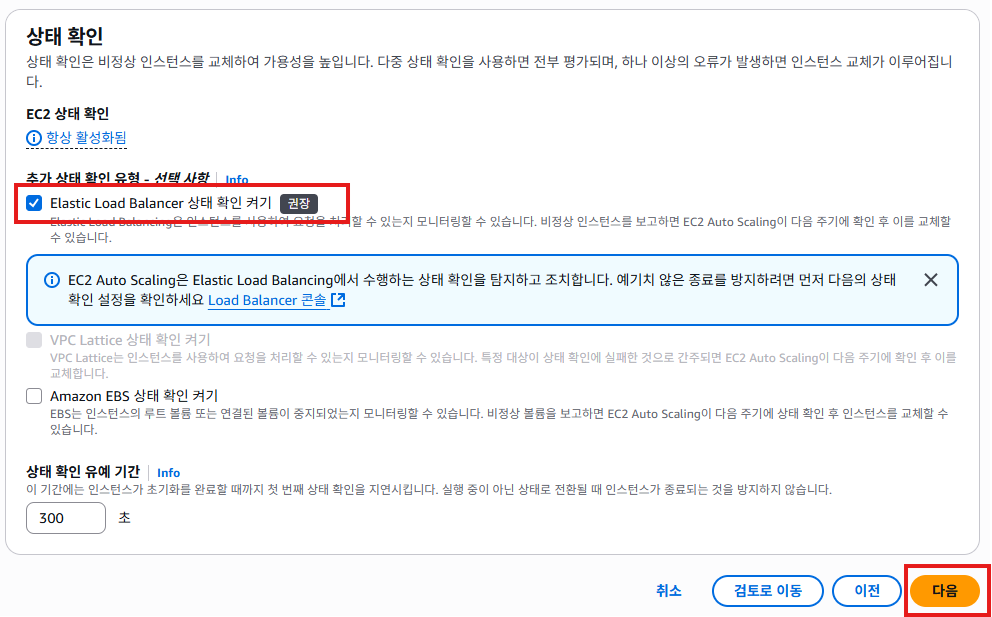 상태 확인
상태 확인은 비정상 인스턴스를 교체하여 가용성을 높입니다. 다중 상태 확인을 사용하면 전부 평가되며, 하나 이상의 오류가 발생하면 인스턴스 교체가 이루어집니
다.
EC2 상태 확인
항상 활성화됨
추가 상태 확인 유형 - 선택 사항 Info
Elastic Load Balancer 상태 확인 켜기 권장
Elastic Load Balancing은 인스턴스를 사용하여 요청을 처리할 수 있는지 모니터링할 수 있습니다. 비정상 인스턴스를 보고하면 EC2 Auto Scaling이 다음 주기에 확인 후 이를 교체할
수 있습니다.
EC2 Auto Scaling은 Elastic Load Balancing에서 수행하는 상태 확인을 탐지하고 조치합니다. 예기치 않은 종료를 방지하려면 먼저 다음의 상태
확인 설정을 확인하세요 Load Balancer 콘솔
VPC Lattice 상태 확인 켜기
VPC Lattice는 인스턴스를 사용하여 요청을 처리할 수 있는지 모니터링할 수 있습니다. 특정 대상이 상태 확인에 실패한 것으로 간주되면 EC2 Auto Scaling이 다음 주기에 확인 후 이를
교체합니다.
Amazon EBS 상태 확인 켜기
EBS는 인스턴스의 루트 볼륨 또는 연결된 볼륨이 중지되었는지 모니터링할 수 있습니다. 비정상 볼륨을 보고하면 EC2 Auto Scaling이 다음 주기에 상태 확인 후 인스턴스를 교체할 수
있습니다.
상태 확인 유예 기간 Info
이 기간에는 인스턴스가 초기화를 완료할 때까지 첫 번째 상태 확인을 지연시킵니다. 실행 중이 아닌 상태로 전환될 때 인스턴스가 종료되는 것을 방지하지 않습니다.
300 초
취소 검토로 이동 이전 다음